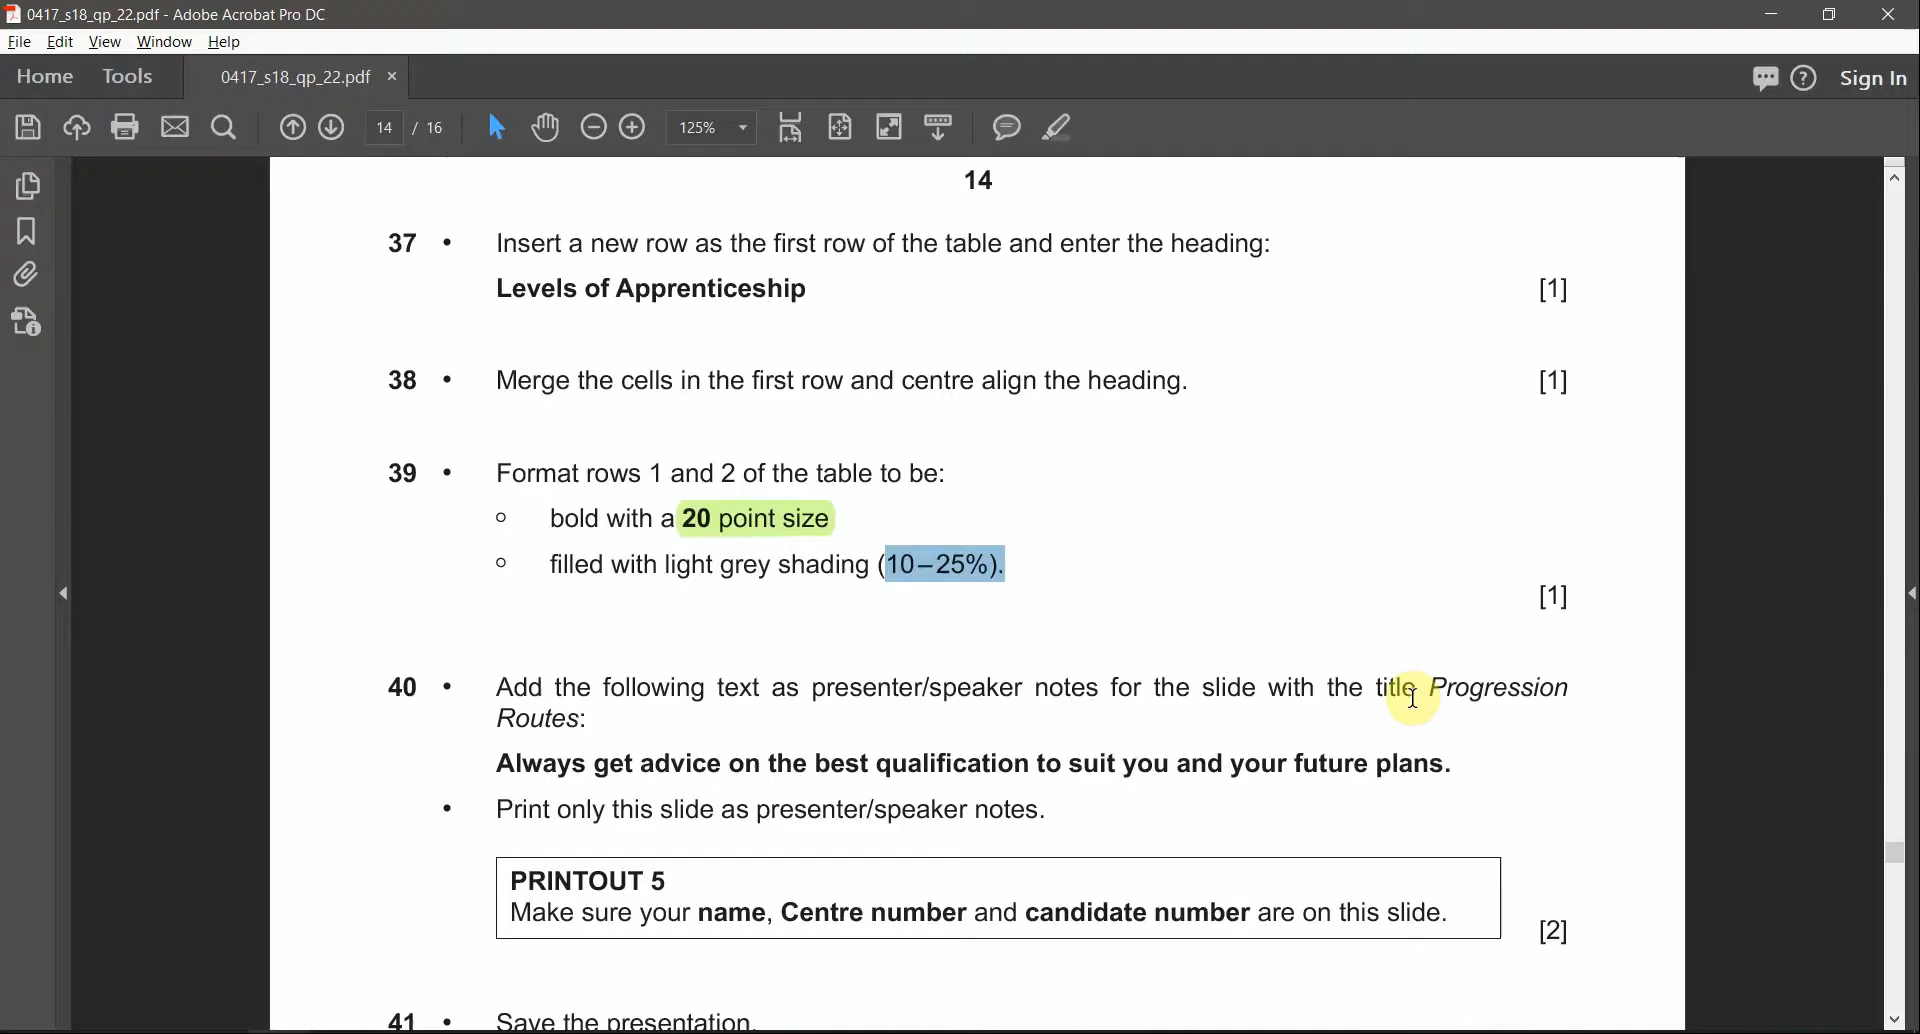 0417_s18_qp_22.pdf - Adobe Acrobat Pro DC
File Edit View Window Help
Home Tools 0417_s18_qp_22.pdf × Sign In
14 / 16 125%
14
37 • Insert a new row as the first row of the table and enter the heading:
Levels of Apprenticeship [1]
38 • Merge the cells in the first row and centre align the heading. [1]
39 • Format rows 1 and 2 of the table to be:
○ bold with a 20 point size
○ filled with light grey shading (10–25%).
[1]
40 • Add the following text as presenter/speaker notes for the slide with the title Progression
Routes:
Always get advice on the best qualification to suit you and your future plans.
• Print only this slide as presenter/speaker notes.
PRINTOUT 5
Make sure your name, Centre number and candidate number are on this slide.
[2]
41 • Save the presentation.